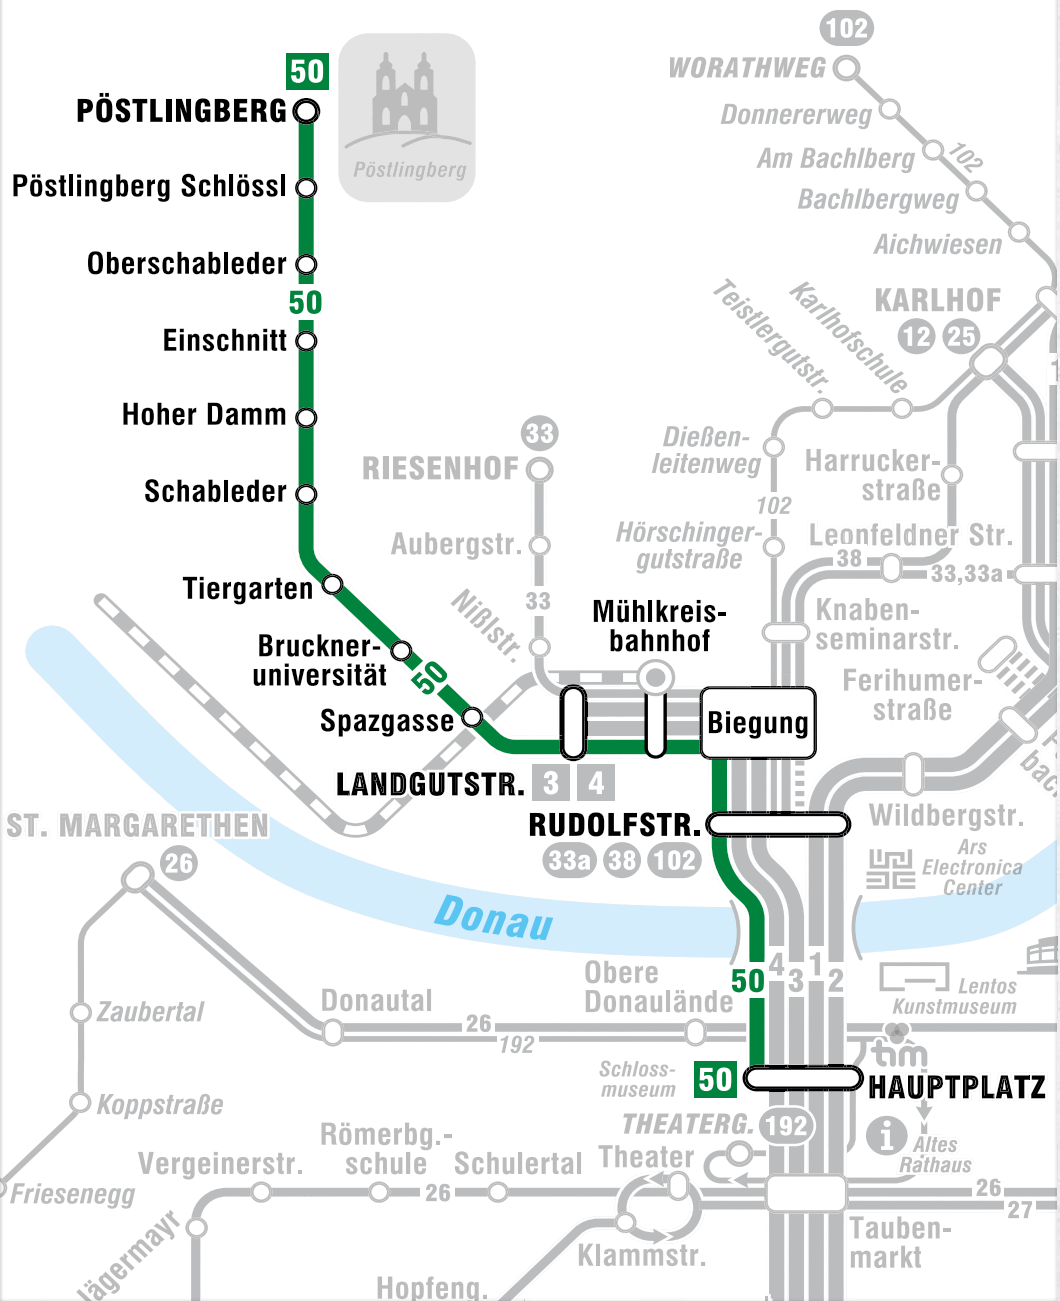 102
WORATHWEG
50
PÖSTLINGBERG
Pöstlingberg
Donnererweg
Am Bachlberg
102
Pöstlingberg Schlössl
Bachlbergweg
Aichwiesen
Oberschableder
50
Teistlergutstr.
Karlhofschule
KARLHOF
12 25
Einschnitt
Hoher Damm
33
RIESENHOF
Dießen-
leitenweg
Harrucker-
straße
Schableder
102
Aubergstr.
Hörschinger-
gutstraße
Leonfeldner Str.
38
33,33a
Tiergarten
33
Nißlstr.
Mühlkreis-
bahnhof
Knaben-
seminarstr.
Bruckner-
universität
50
Ferihumer-
straße
Spazgasse
Biegung
LANDGUTSTR.
3 4
ST. MARGARETHEN
26
RUDOLFSTR.
33a 38 102
Wildbergstr.
Ars
Electronica
Center
Donau
50 4 3 1 2
Obere
Donaulände
Lentos
Kunstmuseum
Zaubertal
Donautal
26
192
tim
Schloss-
museum
50
HAUPTPLATZ
Koppstraße
THEATERG. 192
i
Altes
Rathaus
Vergeinerstr.
Römerbg.-
schule
Schulertal
Theater
Friesenegg
26
26
27
Jägermayr
Klammstr.
Tauben-
markt
Hopfeng.